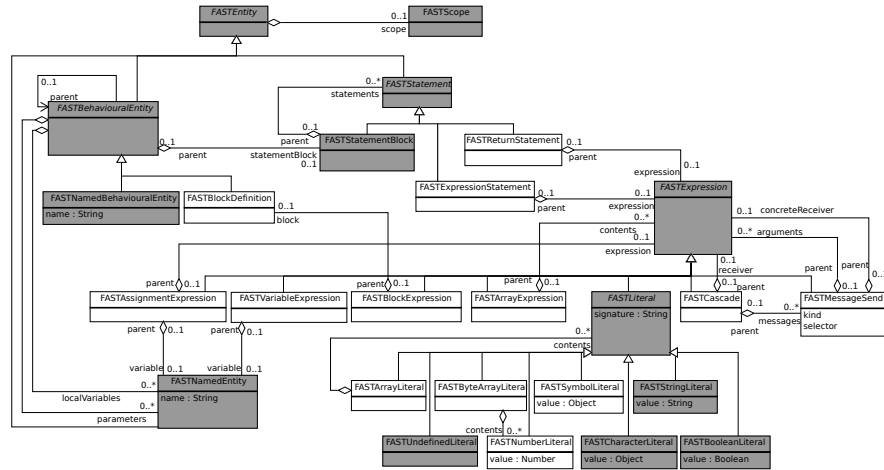 FASTEntity
0..1
FASTScope
scope
0..1
parent
0..*
FASTStatement
statements
FASTBehaviouralEntity
0..1
parent
0..1
parent
statementBlock
0..1
FASTStatementBlock
FASTReturnStatement
0..1
parent
0..1
expression
FASTNamedBehaviouralEntity
name : String
FASTBlockDefinition
0..1
block
FASTExpressionStatement
0..1
parent
0..1
expression
FASTExpression
0..*
contents
0..1
expression
0..1
concreteReceiver
0..*
arguments
0..1
receiver
parent
0..1
parent
0..1
parent
0..1
parent
0..1
parent
parent
0..1
0..1
FASTAssignmentExpression
FASTVariableExpression
FASTBlockExpression
FASTArrayExpression
FASTLiteral
signature : String
FASTCascade
0..1
parent
0..*
messages
FASTMessageSend
kind
selector
parent
0..1
parent
0..1
0..*
contents
variable
0..1
variable
0..1
FASTNamedEntity
name : String
0..*
localVariables
0..*
parameters
FASTArrayLiteral
FASTByteArrayLiteral
FASTSymbolLiteral
value : Object
FASTStringLiteral
value : String
contents
0..*
FASTUndefinedLiteral
FASTNumberLiteral
value : Number
FASTCharacterLiteral
value : Object
FASTBooleanLiteral
value : Boolean